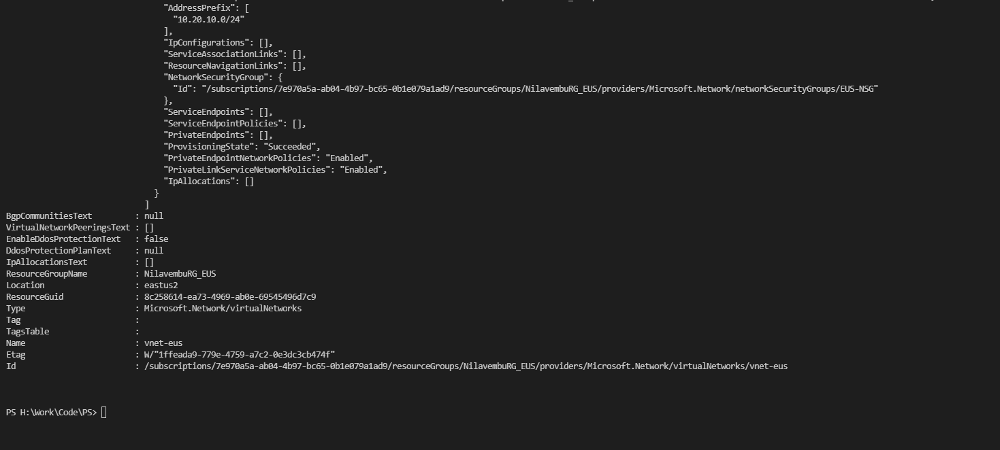 "AddressPrefix": [
"10.20.10.0/24"
],
"IpConfigurations": [],
"ServiceAssociationLinks": [],
"ResourceNavigationLinks": [],
"NetworkSecurityGroup": {
"Id": "/subscriptions/7e970a5a-ab04-4b97-bc65-0b1e079a1ad9/resourceGroups/NilavembuRG_EUS/providers/Microsoft.Network/networkSecurityGroups/EUS-NSG"
},
"ServiceEndpoints": [],
"ServiceEndpointPolicies": [],
"PrivateEndpoints": [],
"ProvisioningState": "Succeeded",
"PrivateEndpointNetworkPolicies": "Enabled",
"PrivateLinkServiceNetworkPolicies": "Enabled",
"IpAllocations": []
}
]
BgpCommunitiesText : null
VirtualNetworkPeeringsText : []
EnableDdosProtectionText : false
DdosProtectionPlanText : null
IpAllocationsText : []
ResourceGroupName : NilavembuRG_EUS
Location : eastus2
ResourceGuid : 8c258614-ea73-4969-ab0e-69545496d7c9
Type : Microsoft.Network/virtualNetworks
Tag :
TagsTable :
Name : vnet-eus
Etag : W/"1ffeada9-779e-4759-a7c2-0e3dc3cb474f"
Id : /subscriptions/7e970a5a-ab04-4b97-bc65-0b1e079a1ad9/resourceGroups/NilavembuRG_EUS/providers/Microsoft.Network/virtualNetworks/vnet-eus
PS H:\Work\Code\PS>